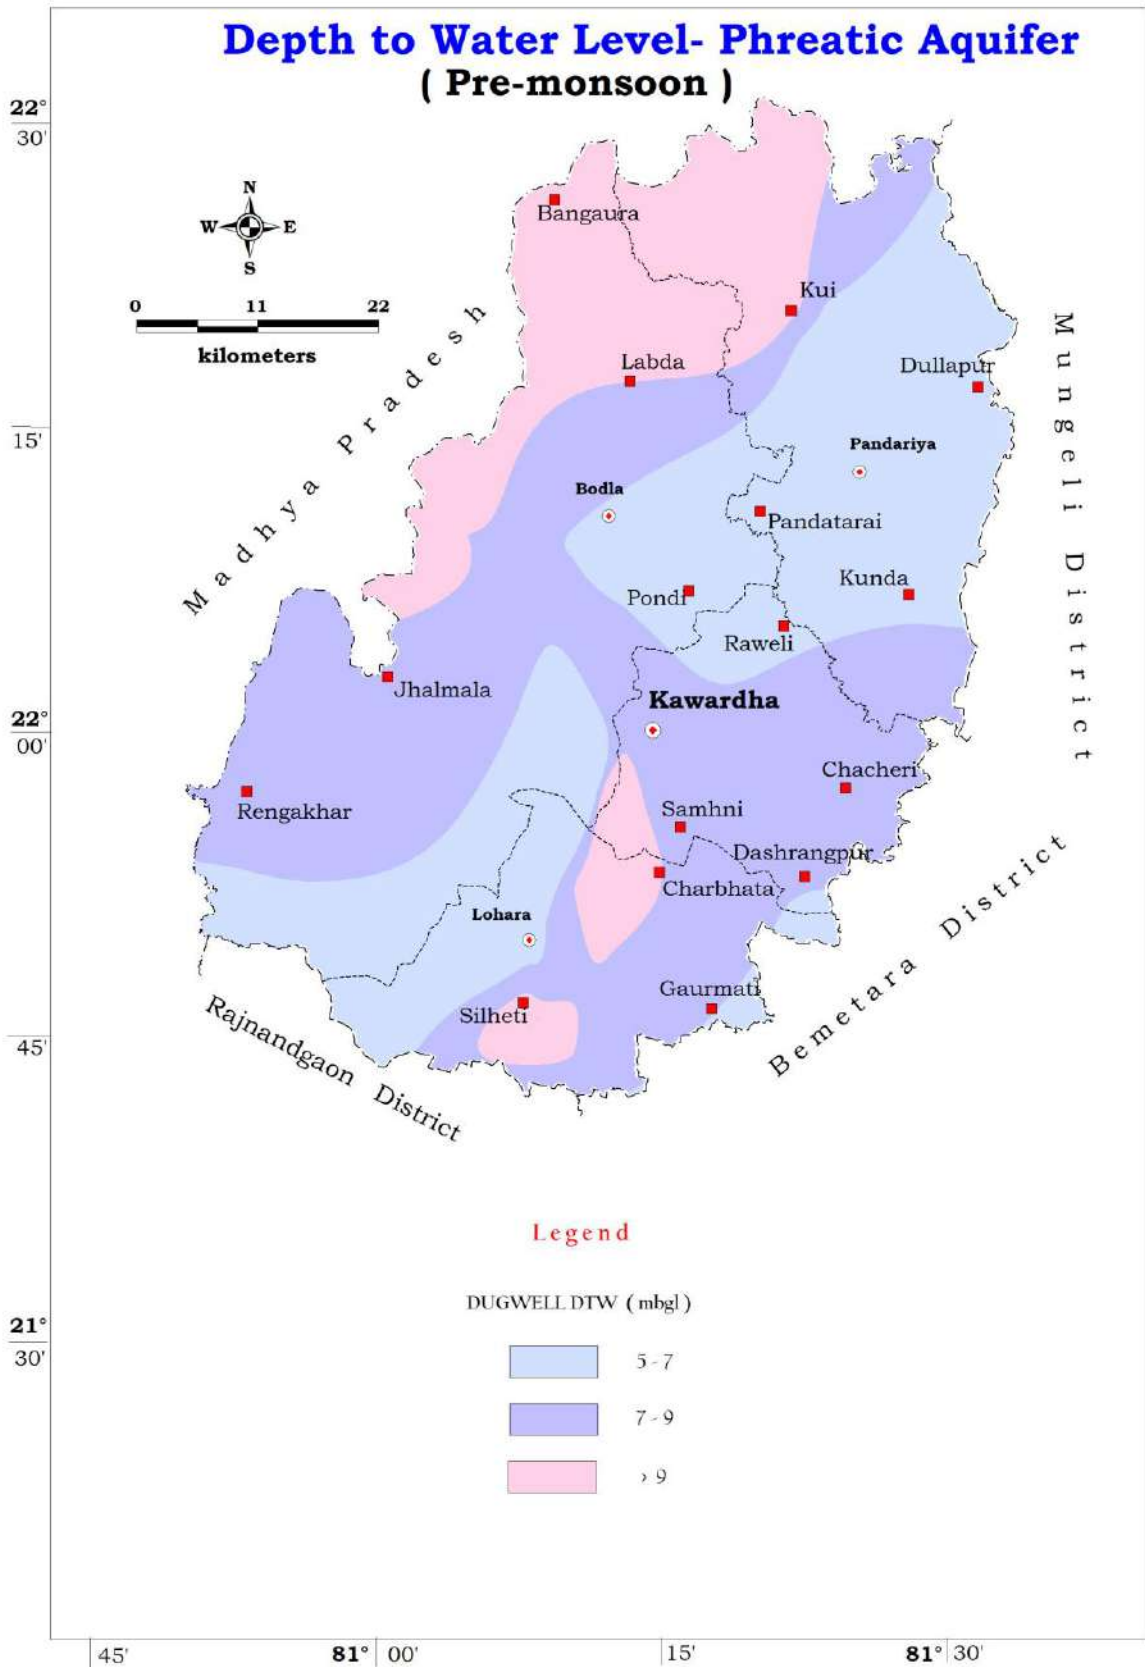 Depth to Water Level- Phreatic Aquifer
( Pre-monsoon )
22°
30'
N
W E
S
0 11 22
kilometers
Bangaura
Kui
Labda
Dullapur
Madhya Pradesh
Mungeli District
15'
Pandariya
Bodla
Pandatarai
Kunda
Pondi
Raweli
Jhalmala
Kawardha
22°
00'
Chacheri
Rengakhar
Samhni
Dashrangpur
Charbhata
Lohara
Bemetara District
Gaurmati
Silheti
Rajnandgaon District
45'
Legend
DUGWELL DTW ( mbgl )
5 - 7
21°
30'
7 - 9
> 9
45' 81° 00' 15' 81° 30'